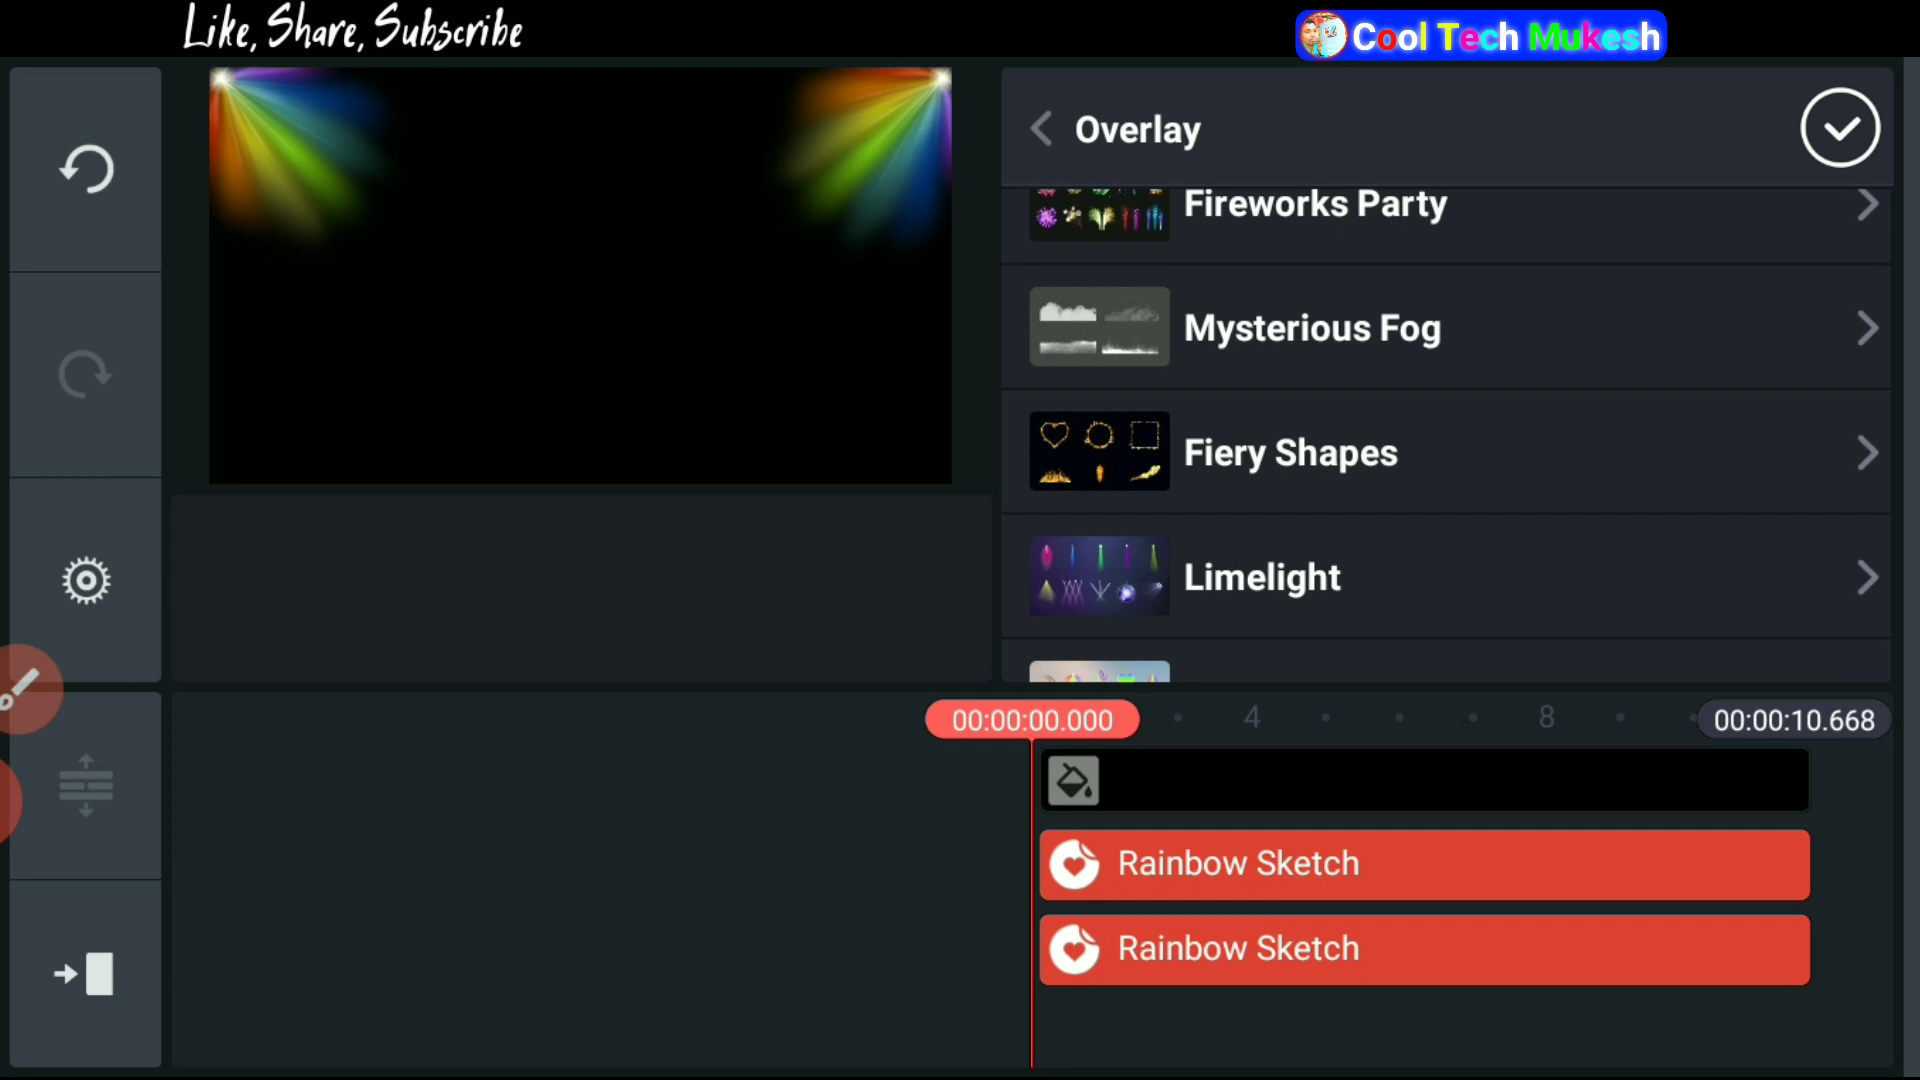 Like, Share, Subscribe
Cool Tech Mukesh
Overlay
Fireworks Party
Mysterious Fog
Fiery Shapes
Limelight
00:00:00.000
4
8
00:00:10.668
Rainbow Sketch
Rainbow Sketch